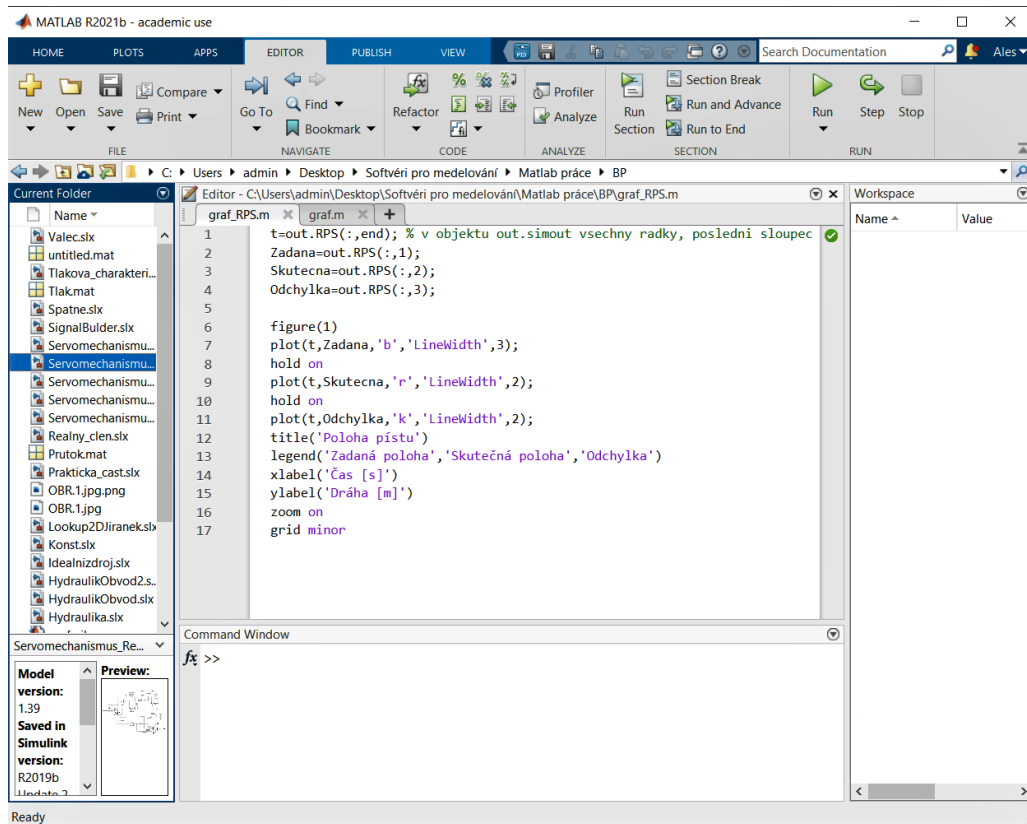 MATLAB R2021b - academic use
HOME PLOTS APPS EDITOR PUBLISH VIEW Search Documentation Ales
New Open Save Compare Print
FILE
Go To Find Bookmark
NAVIGATE
Refactor
CODE
Profiler Analyze
ANALYZE
Run Section Section Break Run and Advance Run to End
SECTION
Run Step Stop
RUN
C: Users admin Desktop Softvéri pro medelování Matlab práce BP
Current Folder
Name
Valec.slx
untitled.mat
Tlakova_charakteri...
Tlak.mat
Spatne.slx
SignalBulder.slx
Servomechanismu...
Servomechanismu...
Servomechanismu...
Servomechanismu...
Servomechanismu...
Realny_clen.slx
Prutok.mat
Prakticka_cast.slx
OBR.1.jpg.png
OBR.1.jpg
Lookup2DJiranek.slx
Konst.slx
Idealnizdroj.slx
HydraulikObvod2.s...
HydraulikObvod.slx
Hydraulika.slx
Servomechanismus_Re...
Model version:
1.39
Saved in Simulink version:
R2019b
Update 2
Preview:
Editor - C:\Users\admin\Desktop\Softvéri pro medelování\Matlab práce\BP\graf_RPS.m
graf_RPS.m graf.m
1 t=out.RPS(:,end); % v objektu out.simout vsechny radky, posledni sloupec
2 Zadana=out.RPS(:,1);
3 Skutecna=out.RPS(:,2);
4 Odchylka=out.RPS(:,3);
5
6 figure(1)
7 plot(t,Zadana,'b','LineWidth',3);
8 hold on
9 plot(t,Skutecna,'r','LineWidth',2);
10 hold on
11 plot(t,Odchylka,'k','LineWidth',2);
12 title('Poloha pístu')
13 legend('Zadaná poloha','Skutečná poloha','Odchylka')
14 xlabel('Čas [s]')
15 ylabel('Dráha [m]')
16 zoom on
17 grid minor
Command Window
fx >>
Workspace
Name Value
Ready